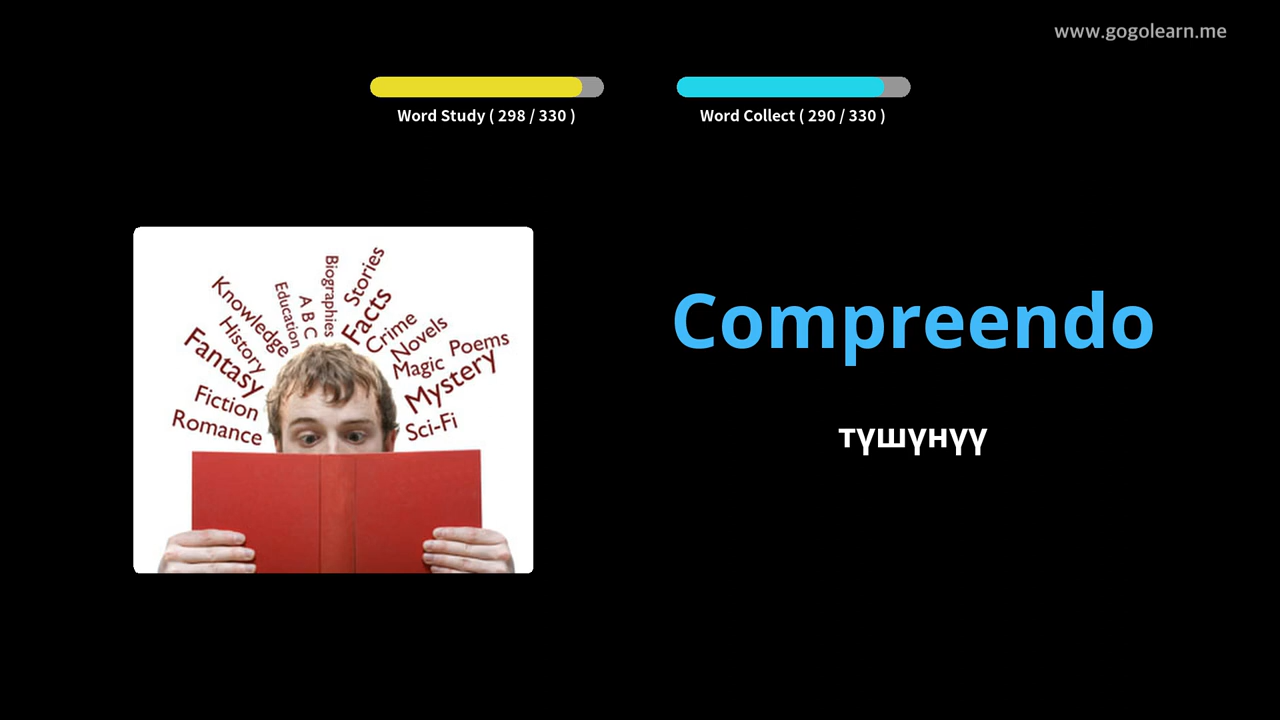 www.gogolearn.me
Word Study ( 298 / 330 )
Word Collect ( 290 / 330 )
Biographies
Stories
Education
A B C
Facts
Knowledge
History
Crime
Novels
Fantasy
Magic
Poems
Mystery
Fiction
Romance
Sci-Fi
Compreendo
түшүнүү